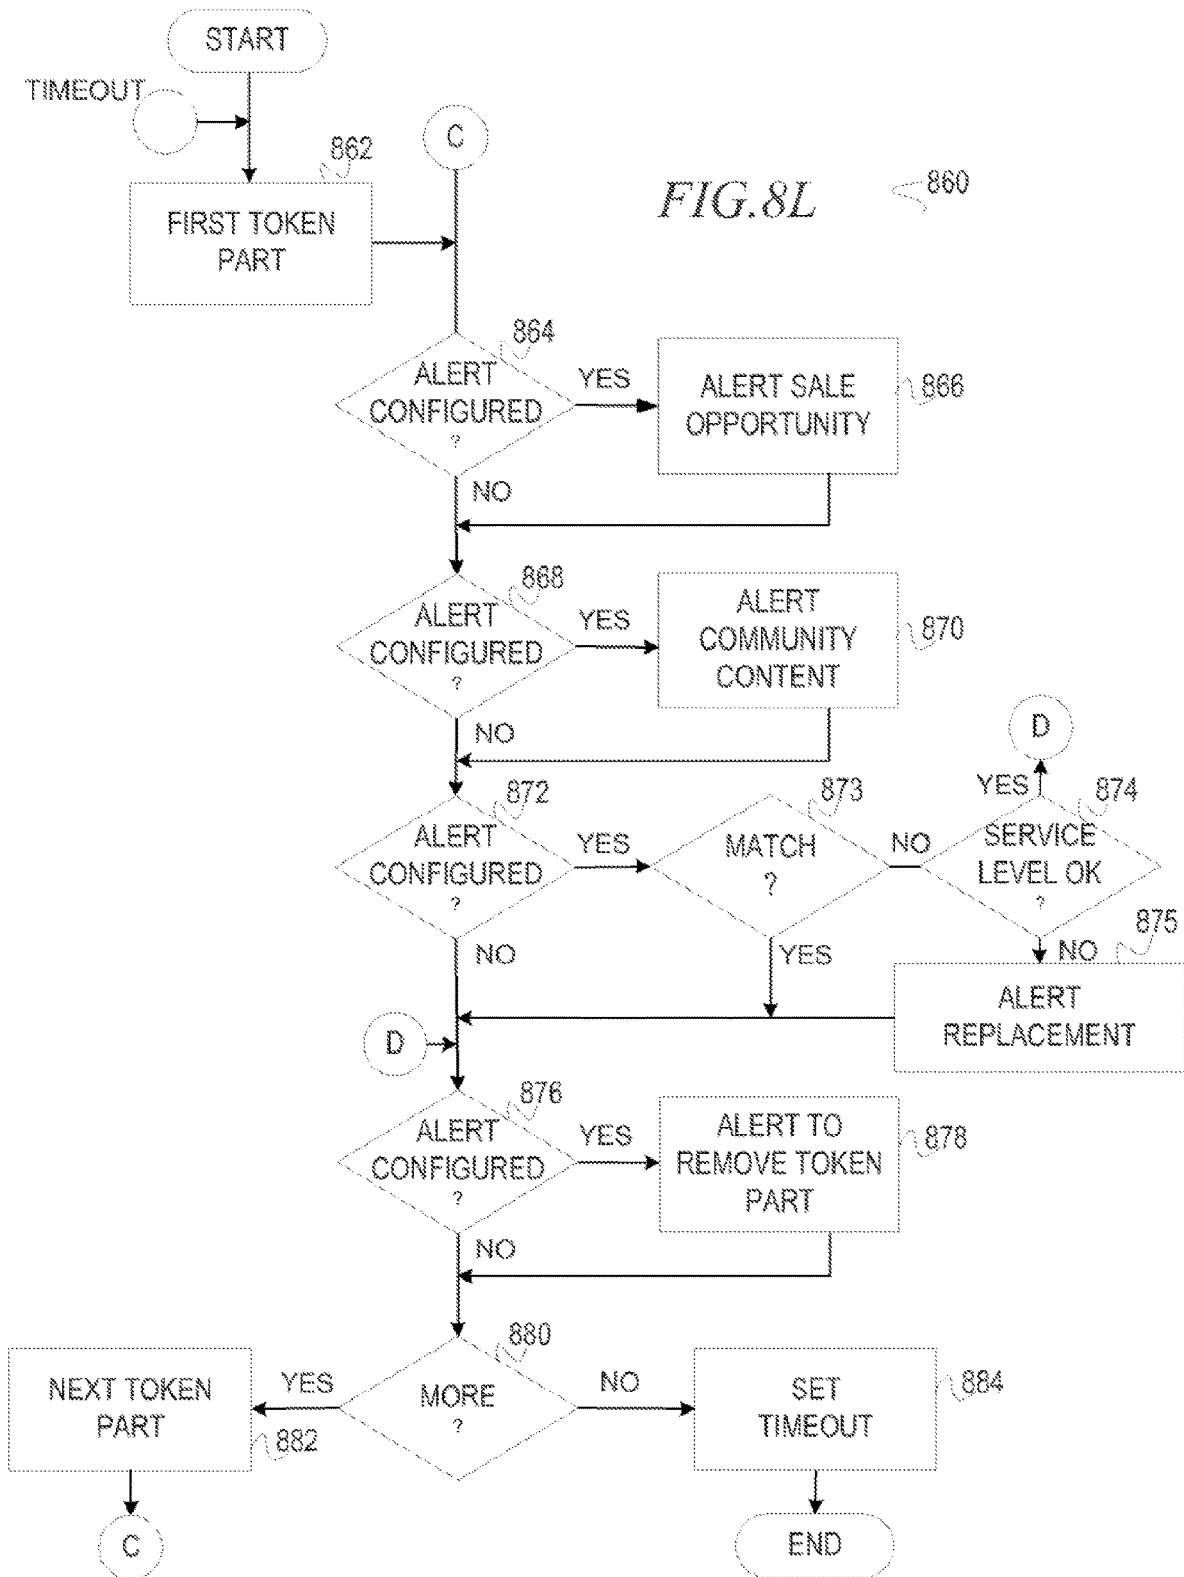 START
TIMEOUT
C
862
FIG.8L
860
FIRST TOKEN
PART
864
ALERT
CONFIGURED
?
YES
ALERT SALE
OPPORTUNITY
866
NO
868
ALERT
CONFIGURED
?
YES
ALERT
COMMUNITY
CONTENT
870
NO
D
872
ALERT
CONFIGURED
?
YES
873
MATCH
?
NO
YES
874
SERVICE
LEVEL OK
?
NO
YES
NO
875
ALERT
REPLACEMENT
D
876
ALERT
CONFIGURED
?
YES
ALERT TO
REMOVE TOKEN
PART
878
NO
880
MORE
?
YES
NEXT TOKEN
PART
882
NO
SET
TIMEOUT
884
C
END